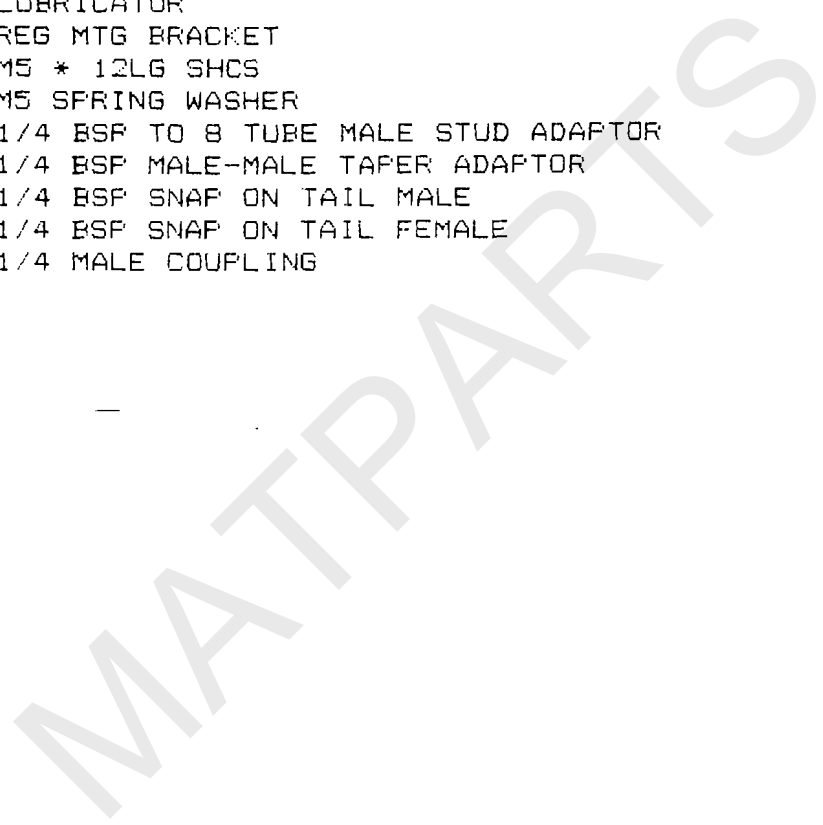 LUBRICATOR
REG MTG BRACKET
M5 * 12LG SHCS
M5 SPRING WASHER
1/4 BSP TO 8 TUBE MALE STUD ADAPTOR
1/4 BSP MALE-MALE TAPER ADAPTOR
1/4 BSP SNAP ON TAIL MALE
1/4 BSP SNAP ON TAIL FEMALE
1/4 MALE COUPLING
MATPARTS